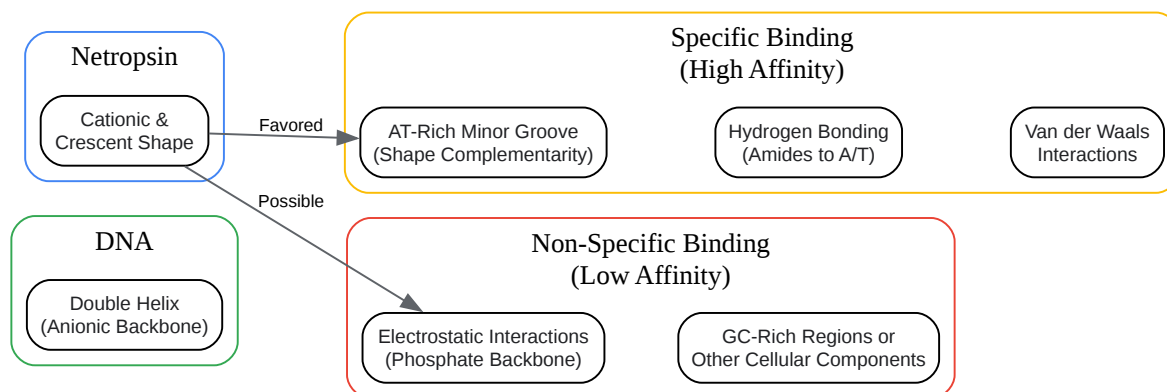 Netropsin
Cationic &
Crescent Shape
Favored
Possible
Specific Binding
(High Affinity)
AT-Rich Minor Groove
(Shape Complementarity)
Hydrogen Bonding
(Amides to A/T)
Van der Waals
Interactions
DNA
Double Helix
(Anionic Backbone)
Non-Specific Binding
(Low Affinity)
Electrostatic Interactions
(Phosphate Backbone)
GC-Rich Regions or
Other Cellular Components